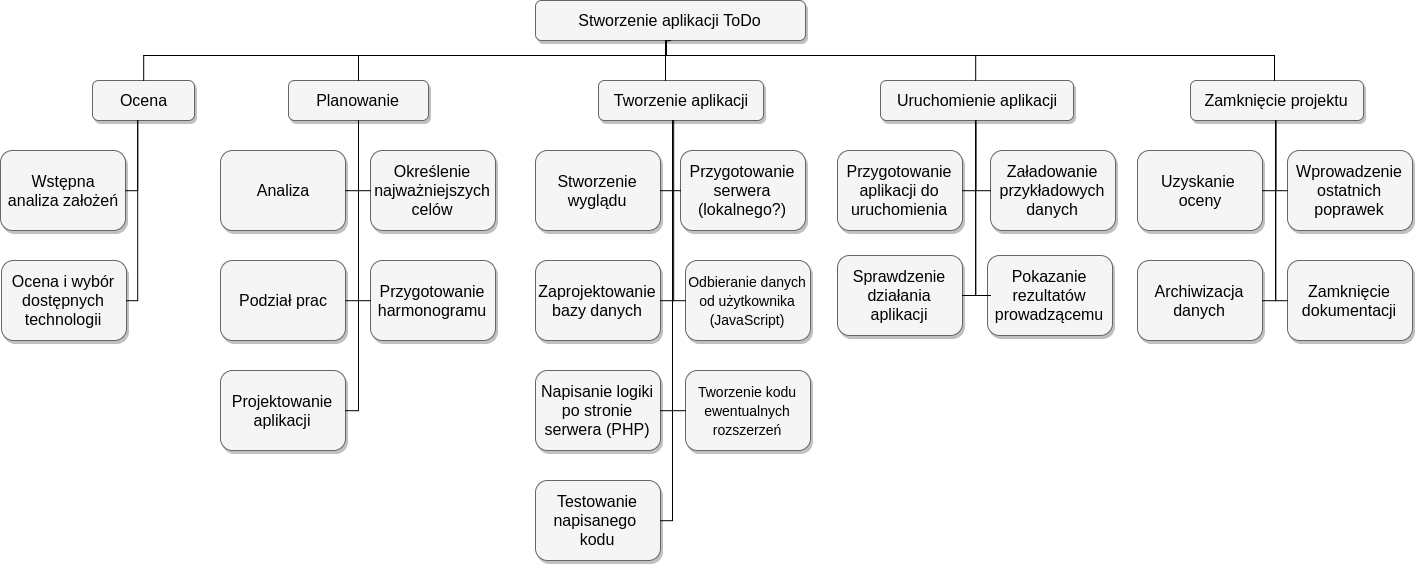 Stworzenie aplikacji ToDo
Ocena
Planowanie
Tworzenie aplikacji
Uruchomienie aplikacji
Zamknięcie projektu
Wstępna
analiza założeń
Ocena i wybór
dostępnych
technologii
Analiza
Określenie
najważniejszych
celów
Podział prac
Przygotowanie
harmonogramu
Projektowanie
aplikacji
Stworzenie
wyglądu
Przygotowanie
serwera
(lokalnego?)
Zaprojektowanie
bazy danych
Odbieranie danych
od użytkownika
(JavaScript)
Napisanie logiki
po stronie
serwera (PHP)
Tworzenie kodu
ewentualnych
rozszerzeń
Testowanie
napisanego
kodu
Przygotowanie
aplikacji do
uruchomienia
Załadowanie
przykładowych
danych
Sprawdzenie
działania
aplikacji
Pokazanie
rezultatów
prowadzącemu
Uzyskanie
oceny
Wprowadzenie
ostatnich
poprawek
Archiwizacja
danych
Zamknięcie
dokumentacji